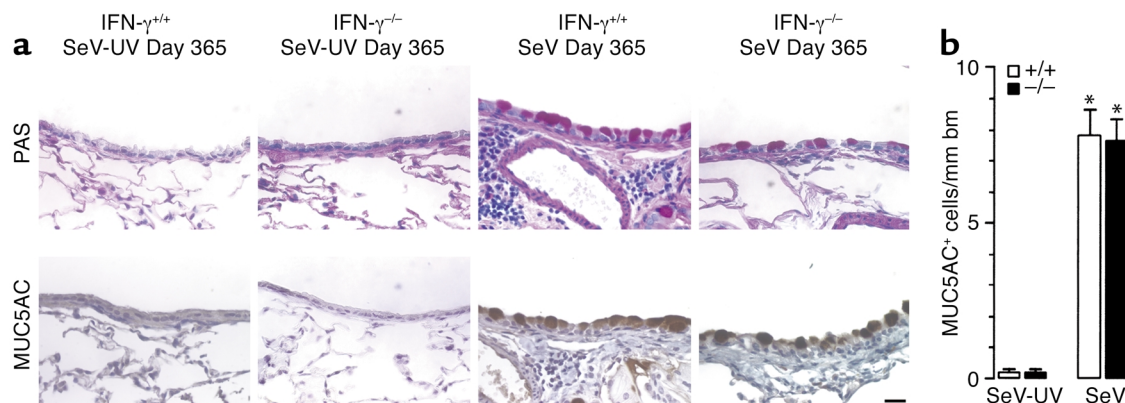 a
IFN-γ+/+
SeV-UV Day 365
IFN-γ−/−
SeV-UV Day 365
IFN-γ+/+
SeV Day 365
IFN-γ−/−
SeV Day 365
PAS
MUC5AC
b
MUC5AC+ cells/mm bm
10
5
0
+/+
−/−
*
*
SeV-UV
SeV